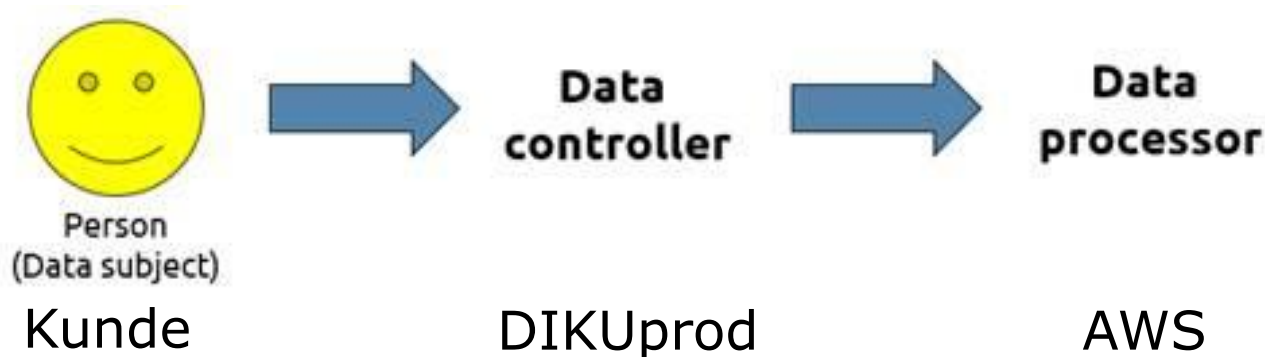 Data
controller
Data
processor
Person
(Data subject)
Kunde
DIKUprod
AWS